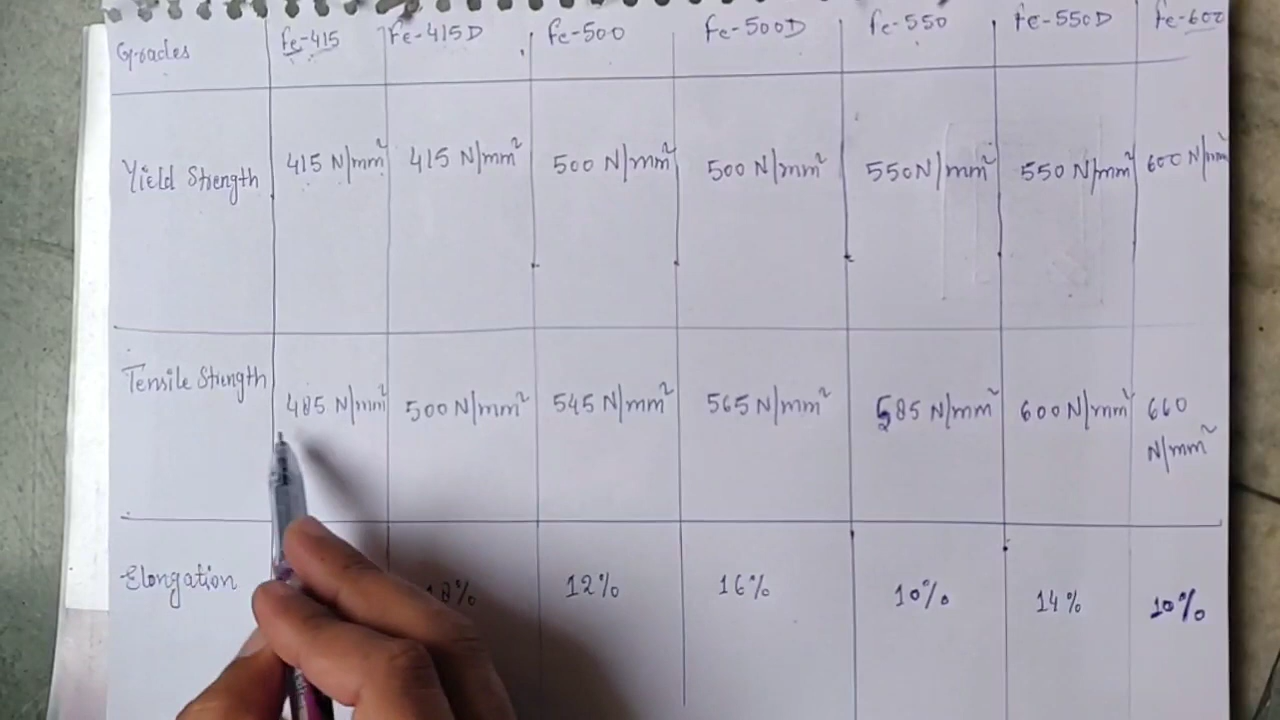 Grades Fe-415 Fe-415D Fe-500 Fe-500D Fe-550 Fe-550D Fe-600
Yield Strength 415 N/mm² 415 N/mm² 500 N/mm² 500 N/mm² 550 N/mm² 550 N/mm² 600 N/mm²
Tensile Strength 485 N/mm² 500 N/mm² 545 N/mm² 565 N/mm² 585 N/mm² 600 N/mm² 660
N/mm²
Elongation 18% 12% 16% 10% 14% 10%